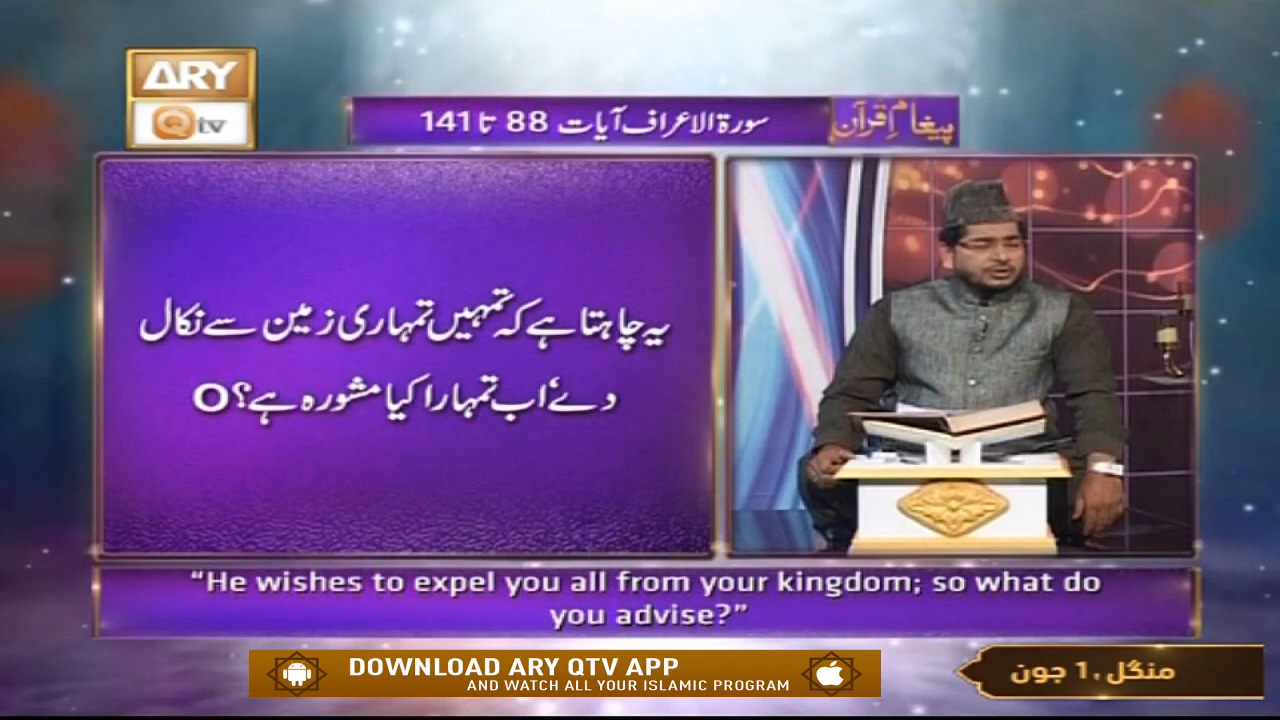 ARY
Qtv
پیغامِ قرآن
سورۃ الاعراف آیات 88 تا 141
یہ چاہتا ہے کہ تمہیں تمہاری زمین سے نکال
دے، اب تمہارا کیا مشورہ ہے؟ O
“He wishes to expel you all from your kingdom; so what do
you advise?”
DOWNLOAD ARY QTV APP
AND WATCH ALL YOUR ISLAMIC PROGRAM
منگل، 1 جون